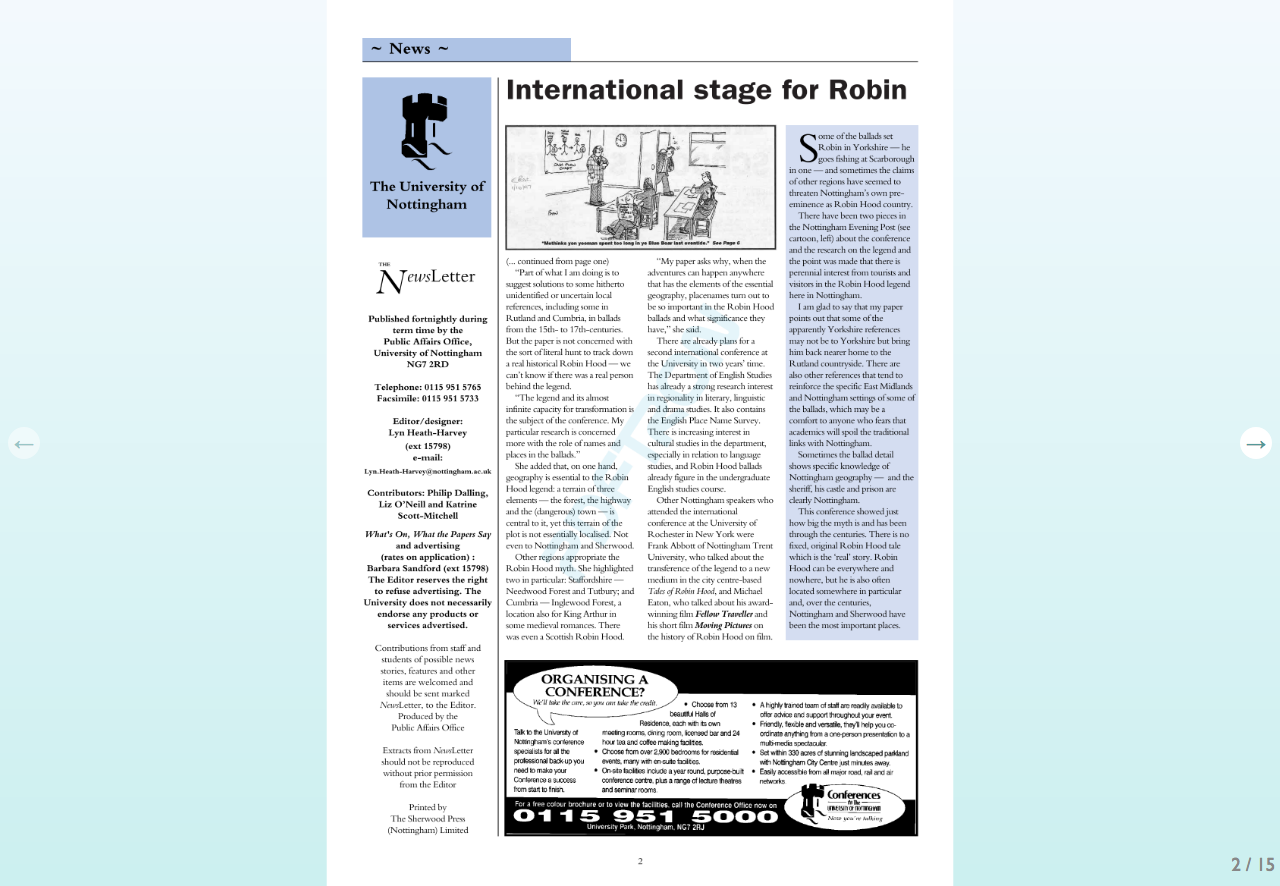 ~ News ~
The University of
Nottingham
THE
NewsLetter
Published fortnightly during
term time by the
Public Affairs Office,
University of Nottingham
NG7 2RD
Telephone: 0115 951 5765
Facsimile: 0115 951 5733
Editor/designer:
Lyn Heath-Harvey
(ext 15798)
e-mail:
Lyn.Heath-Harvey@nottingham.ac.uk
Contributors: Philip Dalling,
Liz O'Neill and Katrine
Scott-Mitchell
What's On, What the Papers Say
and advertising
(rates on application) :
Barbara Sandford (ext 15798)
The Editor reserves the right
to refuse advertising. The
University does not necessarily
endorse any products or
services advertised.
Contributions from staff and
students of possible news
stories, features and other
items are welcomed and
should be sent marked
NewsLetter, to the Editor.
Produced by the
Public Affairs Office
Extracts from NewsLetter
should not be reproduced
without prior permission
from the Editor
Printed by
The Sherwood Press
(Nottingham) Limited
International stage for Robin
"Methinks yon yeoman spent too long in ye Blue Boar last eventide." See Page 6
(... continued from page one)
"Part of what I am doing is to
suggest solutions to some hitherto
unidentified or uncertain local
references, including some in
Rutland and Cumbria, in ballads
from the 15th- to 17th-centuries.
But the paper is not concerned with
the sort of literal hunt to track down
a real historical Robin Hood — we
can't know if there was a real person
behind the legend.
"The legend and its almost
infinite capacity for transformation is
the subject of the conference. My
particular research is concerned
more with the role of names and
places in the ballads."
She added that, on one hand,
geography is essential to the Robin
Hood legend: a terrain of three
elements — the forest, the highway
and the (dangerous) town — is
central to it, yet this terrain of the
plot is not essentially localised. Not
even to Nottingham and Sherwood.
Other regions appropriate the
Robin Hood myth. She highlighted
two in particular: Staffordshire —
Needwood Forest and Tutbury; and
Cumbria — Inglewood Forest, a
location also for King Arthur in
some medieval romances. There
was even a Scottish Robin Hood.
"My paper asks why, when the
adventures can happen anywhere
that has the elements of the essential
geography, placenames turn out to
be so important in the Robin Hood
ballads and what significance they
have," she said.
There are already plans for a
second international conference at
the University in two years' time.
The Department of English Studies
has already a strong research interest
in regionality in literary, linguistic
and drama studies. It also contains
the English Place Name Survey.
There is increasing interest in
cultural studies in the department,
especially in relation to language
studies, and Robin Hood ballads
already figure in the undergraduate
English studies course.
Other Nottingham speakers who
attended the international
conference at the University of
Rochester in New York were
Frank Abbott of Nottingham Trent
University, who talked about the
transference of the legend to a new
medium in the city centre-based
Tales of Robin Hood, and Michael
Eaton, who talked about his award-
winning film Fellow Traveller and
his short film Moving Pictures on
the history of Robin Hood on film.
Some of the ballads set
Robin in Yorkshire — he
goes fishing at Scarborough
in one — and sometimes the claims
of other regions have seemed to
threaten Nottingham's own pre-
eminence as Robin Hood country.
There have been two pieces in
the Nottingham Evening Post (see
cartoon, left) about the conference
and the research on the legend and
the point was made that there is
perennial interest from tourists and
visitors in the Robin Hood legend
here in Nottingham.
I am glad to say that my paper
points out that some of the
apparently Yorkshire references
may not be to Yorkshire but bring
him back nearer home to the
Rutland countryside. There are
also other references that tend to
reinforce the specific East Midlands
and Nottingham settings of some of
the ballads, which may be a
comfort to anyone who fears that
academics will spoil the traditional
links with Nottingham.
Sometimes the ballad detail
shows specific knowledge of
Nottingham geography — and the
sheriff, his castle and prison are
clearly Nottingham.
This conference showed just
how big the myth is and has been
through the centuries. There is no
fixed, original Robin Hood tale
which is the 'real' story. Robin
Hood can be everywhere and
nowhere, but he is also often
located somewhere in particular
and, over the centuries,
Nottingham and Sherwood have
been the most important places.
ORGANISING A
CONFERENCE?
We'll take the care, so you can take the credit.
Talk to the University of
Nottingham's conference
specialists for all the
professional back-up you
need to make your
Conference a success
from start to finish.
• Choose from 13
beautiful Halls of
Residence, each with its own
meeting rooms, dining room, licensed bar and 24
hour tea and coffee making facilities.
• Choose from over 2,900 bedrooms for residential
events, many with en-suite facilities.
• On-site facilities include a year round, purpose-built
conference centre, plus a range of lecture theatres
and seminar rooms.
• A highly trained team of staff are readily available to
offer advice and support throughout your event.
• Friendly, flexible and versatile, they'll help you co-
ordinate anything from a one-person presentation to a
multi-media spectacular.
• Set within 330 acres of stunning landscaped parkland
with Nottingham City Centre just minutes away.
• Easily accessible from all major road, rail and air
networks
For a free colour brochure or to view the facilities, call the Conference Office now on
0115 951 5000
University Park, Nottingham, NG7 2RJ
Conferences
at the
UNIVERSITY OF NOTTINGHAM
Now you're talking
2
2 / 15